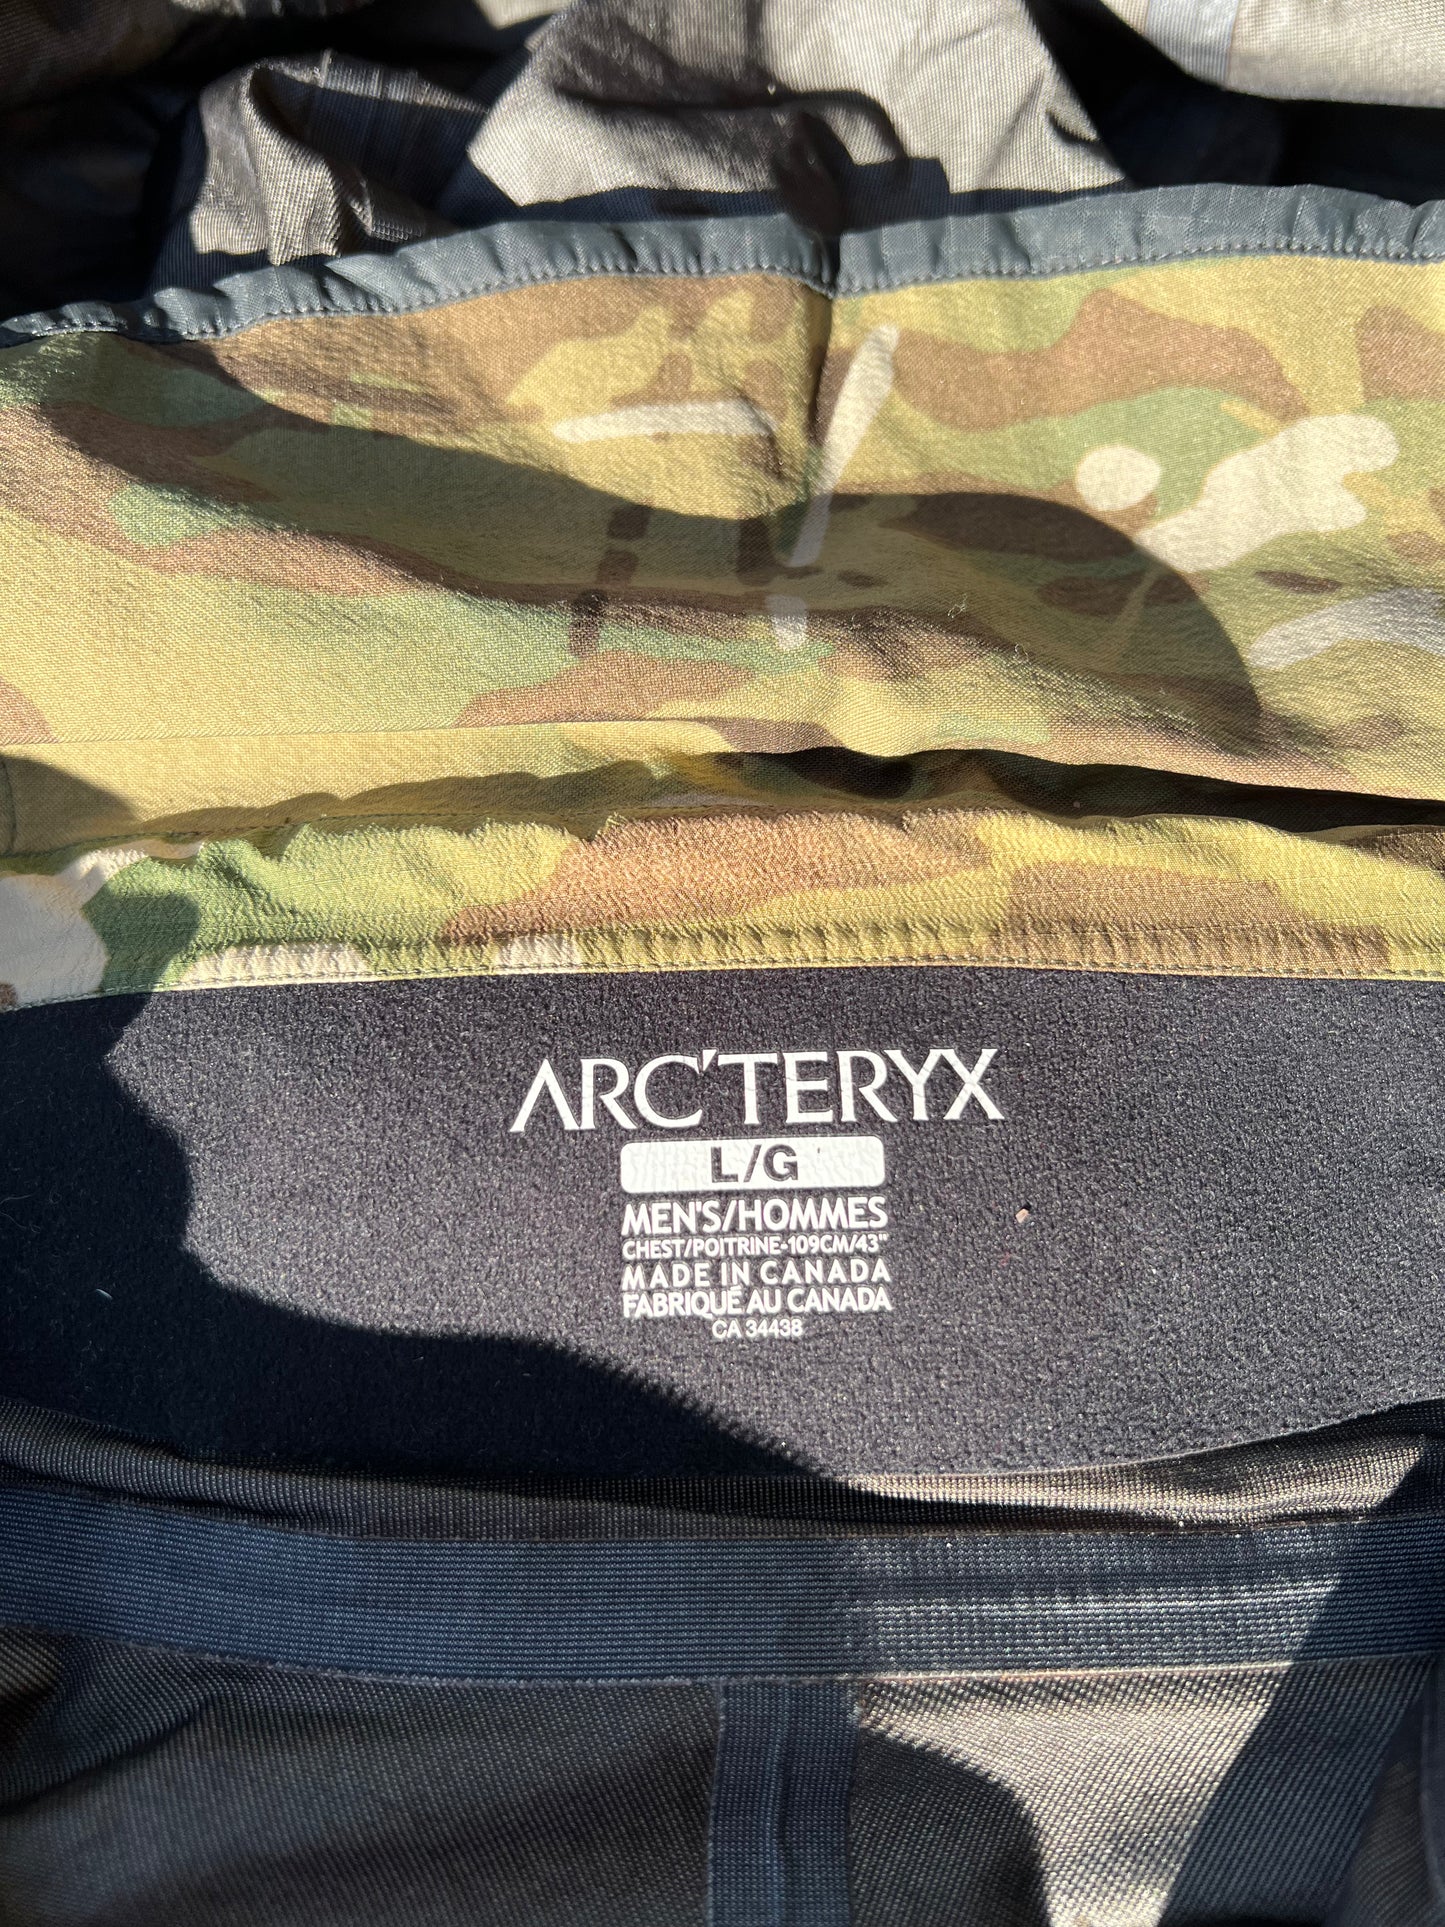 ARC'TERYX
L/G
MEN'S/HOMMES
CHEST/POITRINE-109CM/43"
MADE IN CANADA
FABRIQUÉ AU CANADA
CA 34438